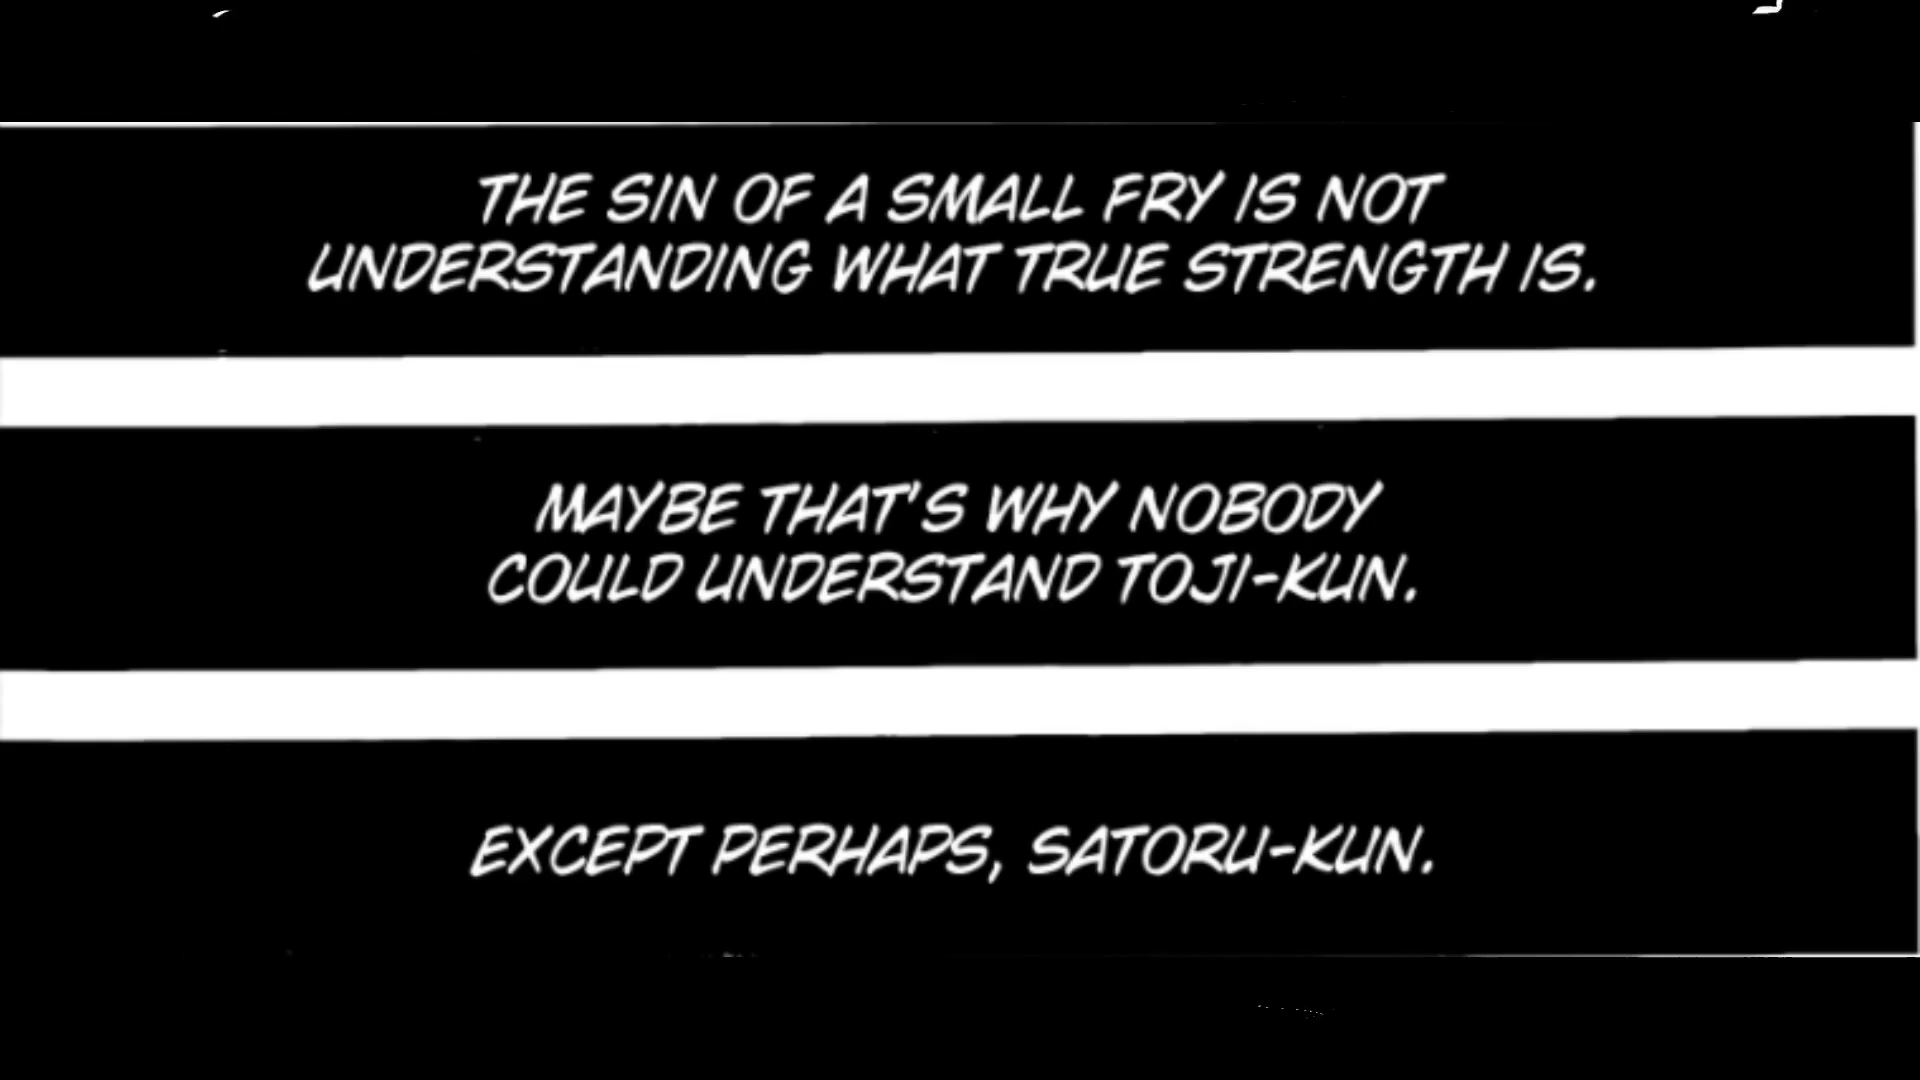 THE SIN OF A SMALL FRY IS NOT
UNDERSTANDING WHAT TRUE STRENGTH IS.
MAYBE THAT'S WHY NOBODY
COULD UNDERSTAND TOJI-KUN.
EXCEPT PERHAPS, SATORU-KUN.